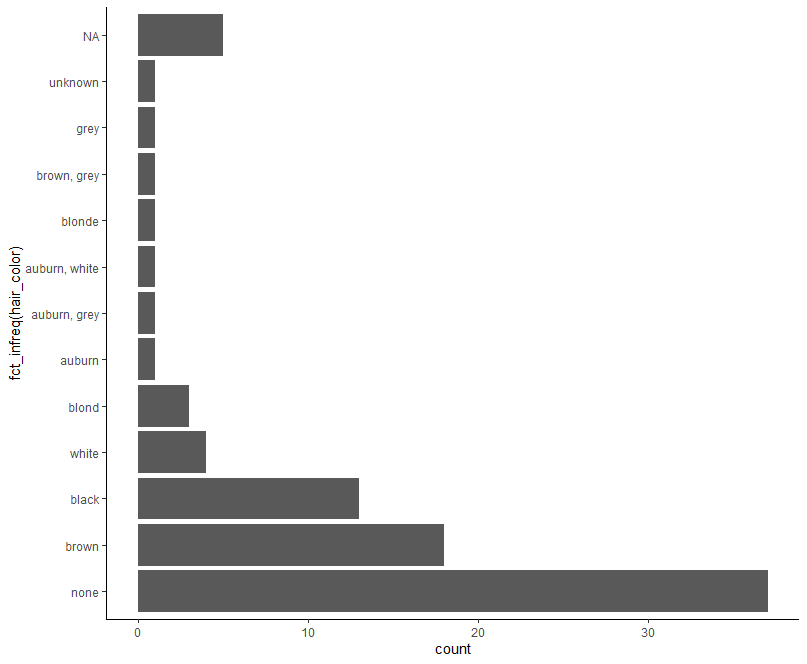 NA
unknown
grey
brown, grey
blonde
auburn, white
auburn, grey
auburn
blond
white
black
brown
none
fct_infreq(hair_color)
0 10 20 30
count